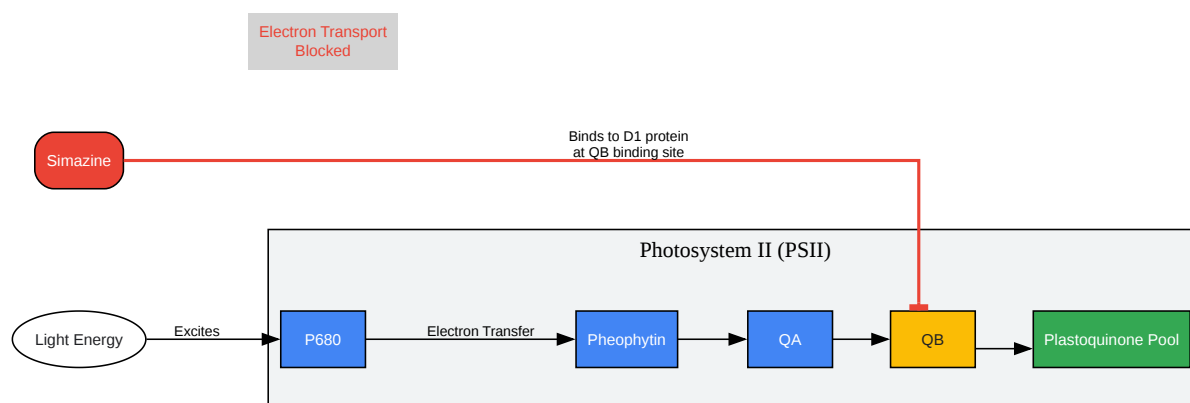 Electron Transport
Blocked
Binds to D1 protein
at QB binding site
Simazine
Photosystem II (PSII)
Light Energy
Excites
P680
Electron Transfer
Pheophytin
QA
QB
Plastoquinone Pool